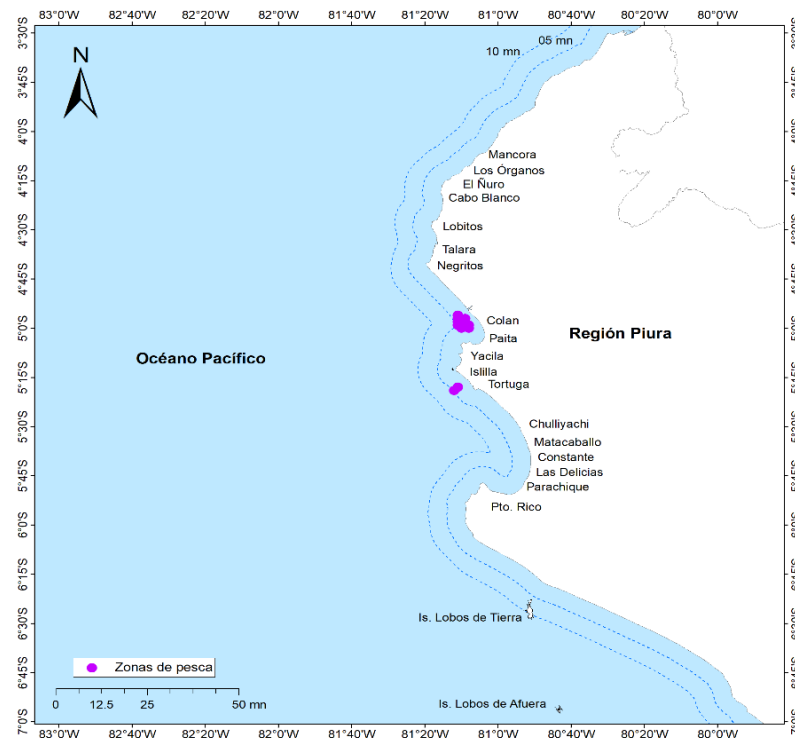 83°0'W 82°40'W 82°20'W 82°0'W 81°40'W 81°20'W 81°0'W 80°40'W 80°20'W 80°0'W
3°30'S
05 mn
10 mn
N
3°45'S
4°0'S
Mancora
Los Órganos
4°15'S
El Ñuro
Cabo Blanco
4°30'S
Lobitos
Talara
4°45'S
Negritos
Colan
5°0'S
Región Piura
Paita
Océano Pacífico
Yacila
Islilla
5°15'S
Tortuga
5°30'S
Chulliyachi
Matacaballo
Constante
5°45'S
Las Delicias
Parachique
Pto. Rico
6°0'S
6°15'S
Is. Lobos de Tierra
6°30'S
Zonas de pesca
6°45'S
0 12.5 25 50 mn
Is. Lobos de Afuera
7°0'S
83°0'W 82°40'W 82°20'W 82°0'W 81°40'W 81°20'W 81°0'W 80°40'W 80°20'W 80°0'W